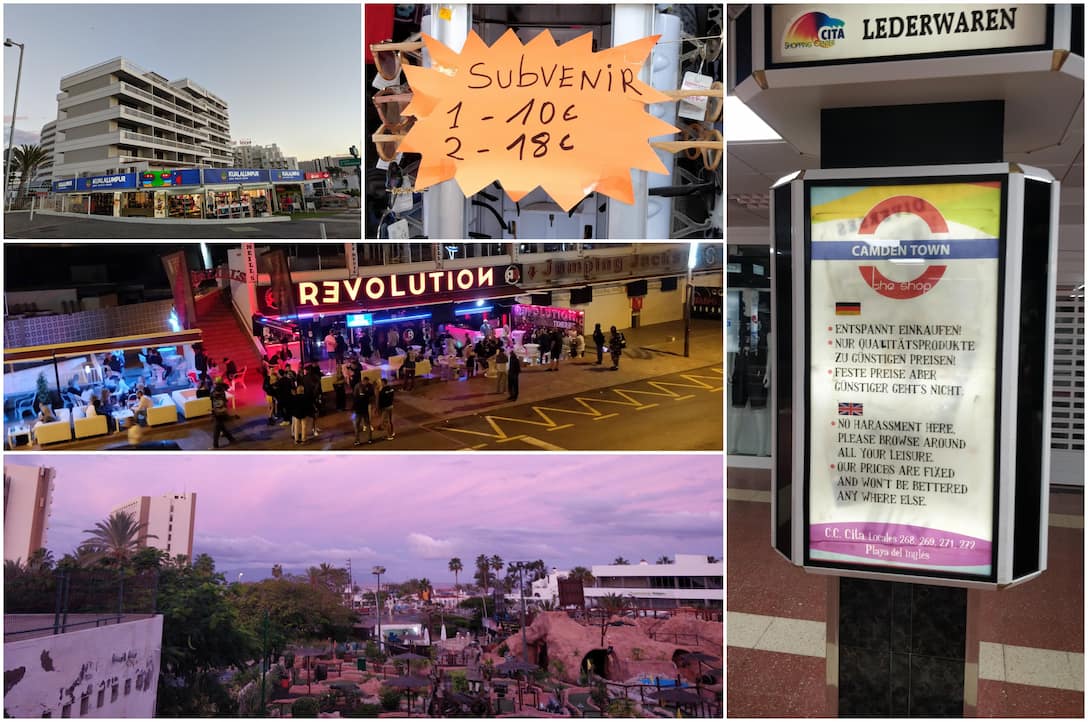 KUALALUMPUR
KUALALUMPUR
SUBVENIR
1 - 10€
2 - 18€
REVOLUTION
Jumping Jacks
REVOLUTION
SHOPPING CENTER
CITA
LEDERWAREN
CAMDEN TOWN
the shop
• ENTSPANNT EINKAUFEN!
• NUR QUALITÄTSPRODUKTE
ZU GÜNSTIGEN PREISEN!
• FESTE PREISE ABER
GÜNSTIGER GEHT'S NICHT.
• NO HARASSMENT HERE,
PLEASE BROWSE AROUND
ALL YOUR LEISURE.
• OUR PRICES ARE FIXED
AND WON'T BE BETTERED
ANY WHERE ELSE.
C.C. Cita Locales 268, 269, 271, 272
Playa del Inglés